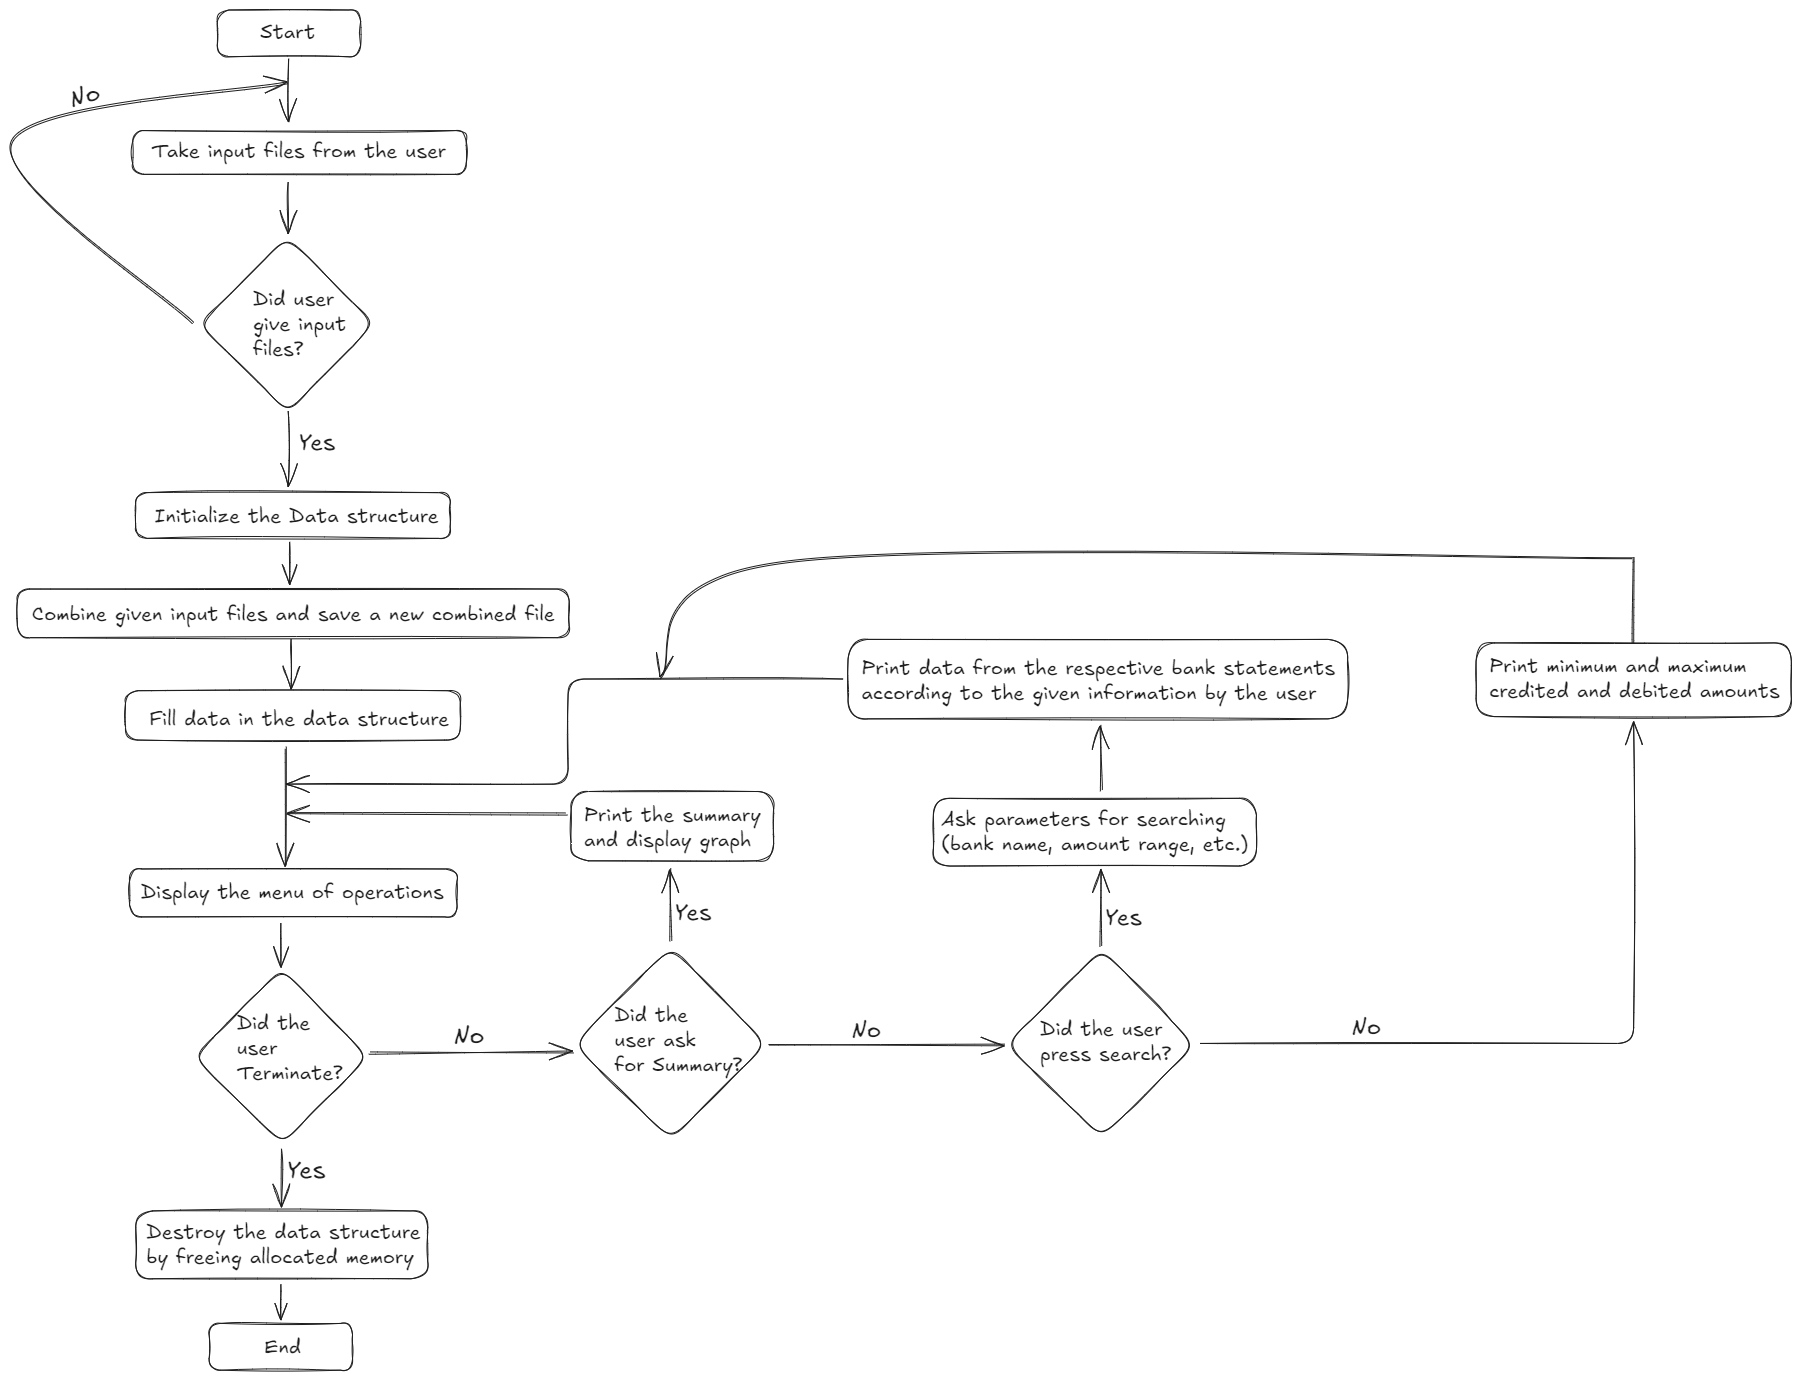 Start
No
Take input files from the user
Did user
give input
files?
Yes
Initialize the Data structure
Combine given input files and save a new combined file
Fill data in the data structure
Print data from the respective bank statements
according to the given information by the user
Print minimum and maximum
credited and debited amounts
Print the summary
and display graph
Ask parameters for searching
(bank name, amount range, etc.)
Display the menu of operations
Yes
Yes
Did the
user
Terminate?
No
Did the
user ask
for Summary?
No
Did the user
press search?
No
Yes
Destroy the data structure
by freeing allocated memory
End